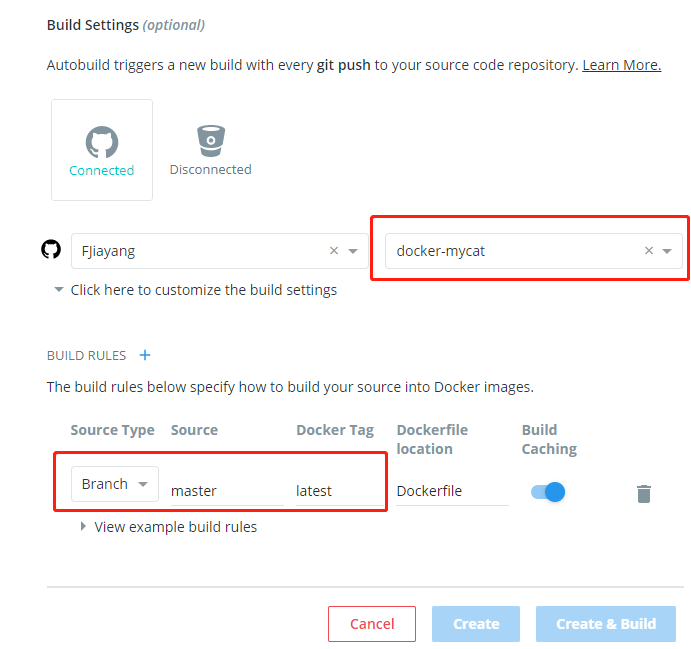 Build Settings (optional)
Autobuild triggers a new build with every git push to your source code repository. Learn More.
Connected
Disconnected
FJiayang
docker-mycat
Click here to customize the build settings
BUILD RULES +
The build rules below specify how to build your source into Docker images.
Source Type Source Docker Tag Dockerfile location Build Caching
Branch master latest Dockerfile
View example build rules
Cancel Create Create & Build